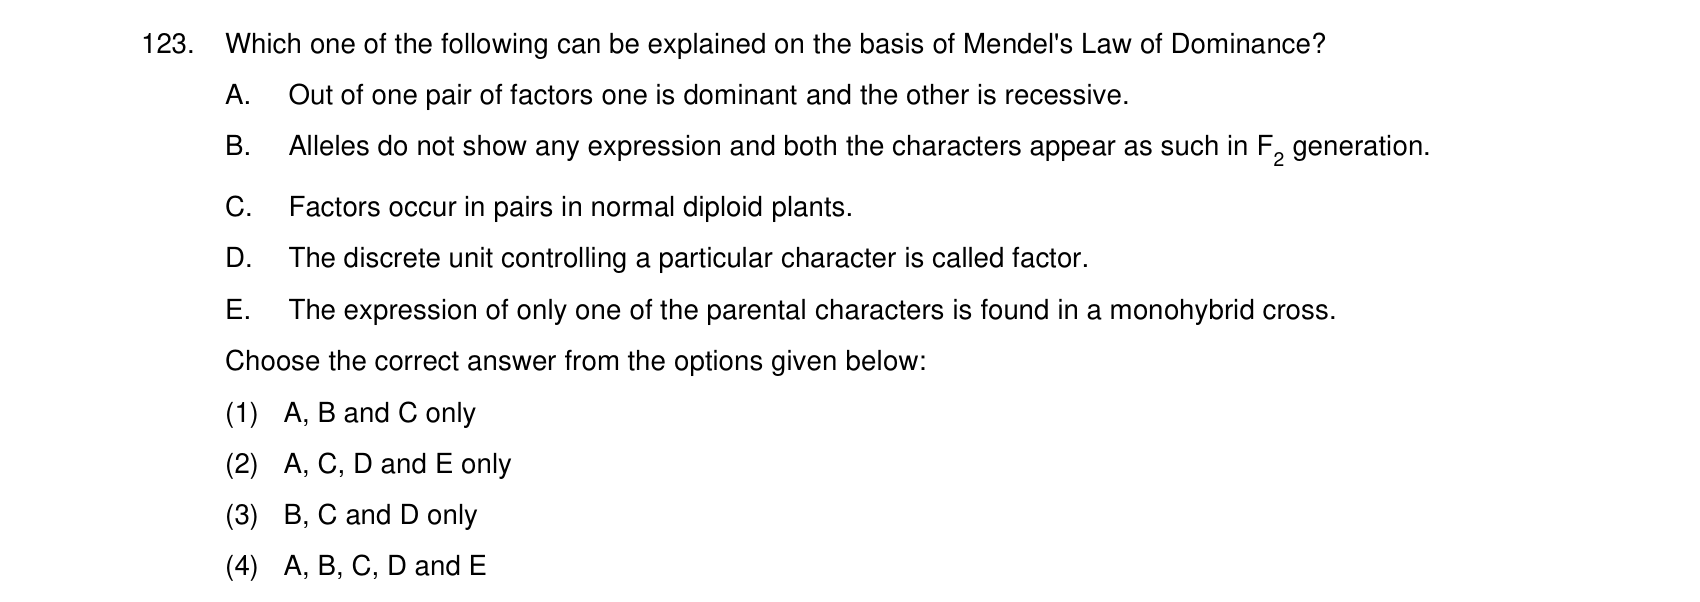 123. Which one of the following can be explained on the basis of Mendel's Law of Dominance?
A. Out of one pair of factors one is dominant and the other is recessive.
B. Alleles do not show any expression and both the characters appear as such in F₂ generation.
C. Factors occur in pairs in normal diploid plants.
D. The discrete unit controlling a particular character is called factor.
E. The expression of only one of the parental characters is found in a monohybrid cross.
Choose the correct answer from the options given below:
(1) A, B and C only
(2) A, C, D and E only
(3) B, C and D only
(4) A, B, C, D and E